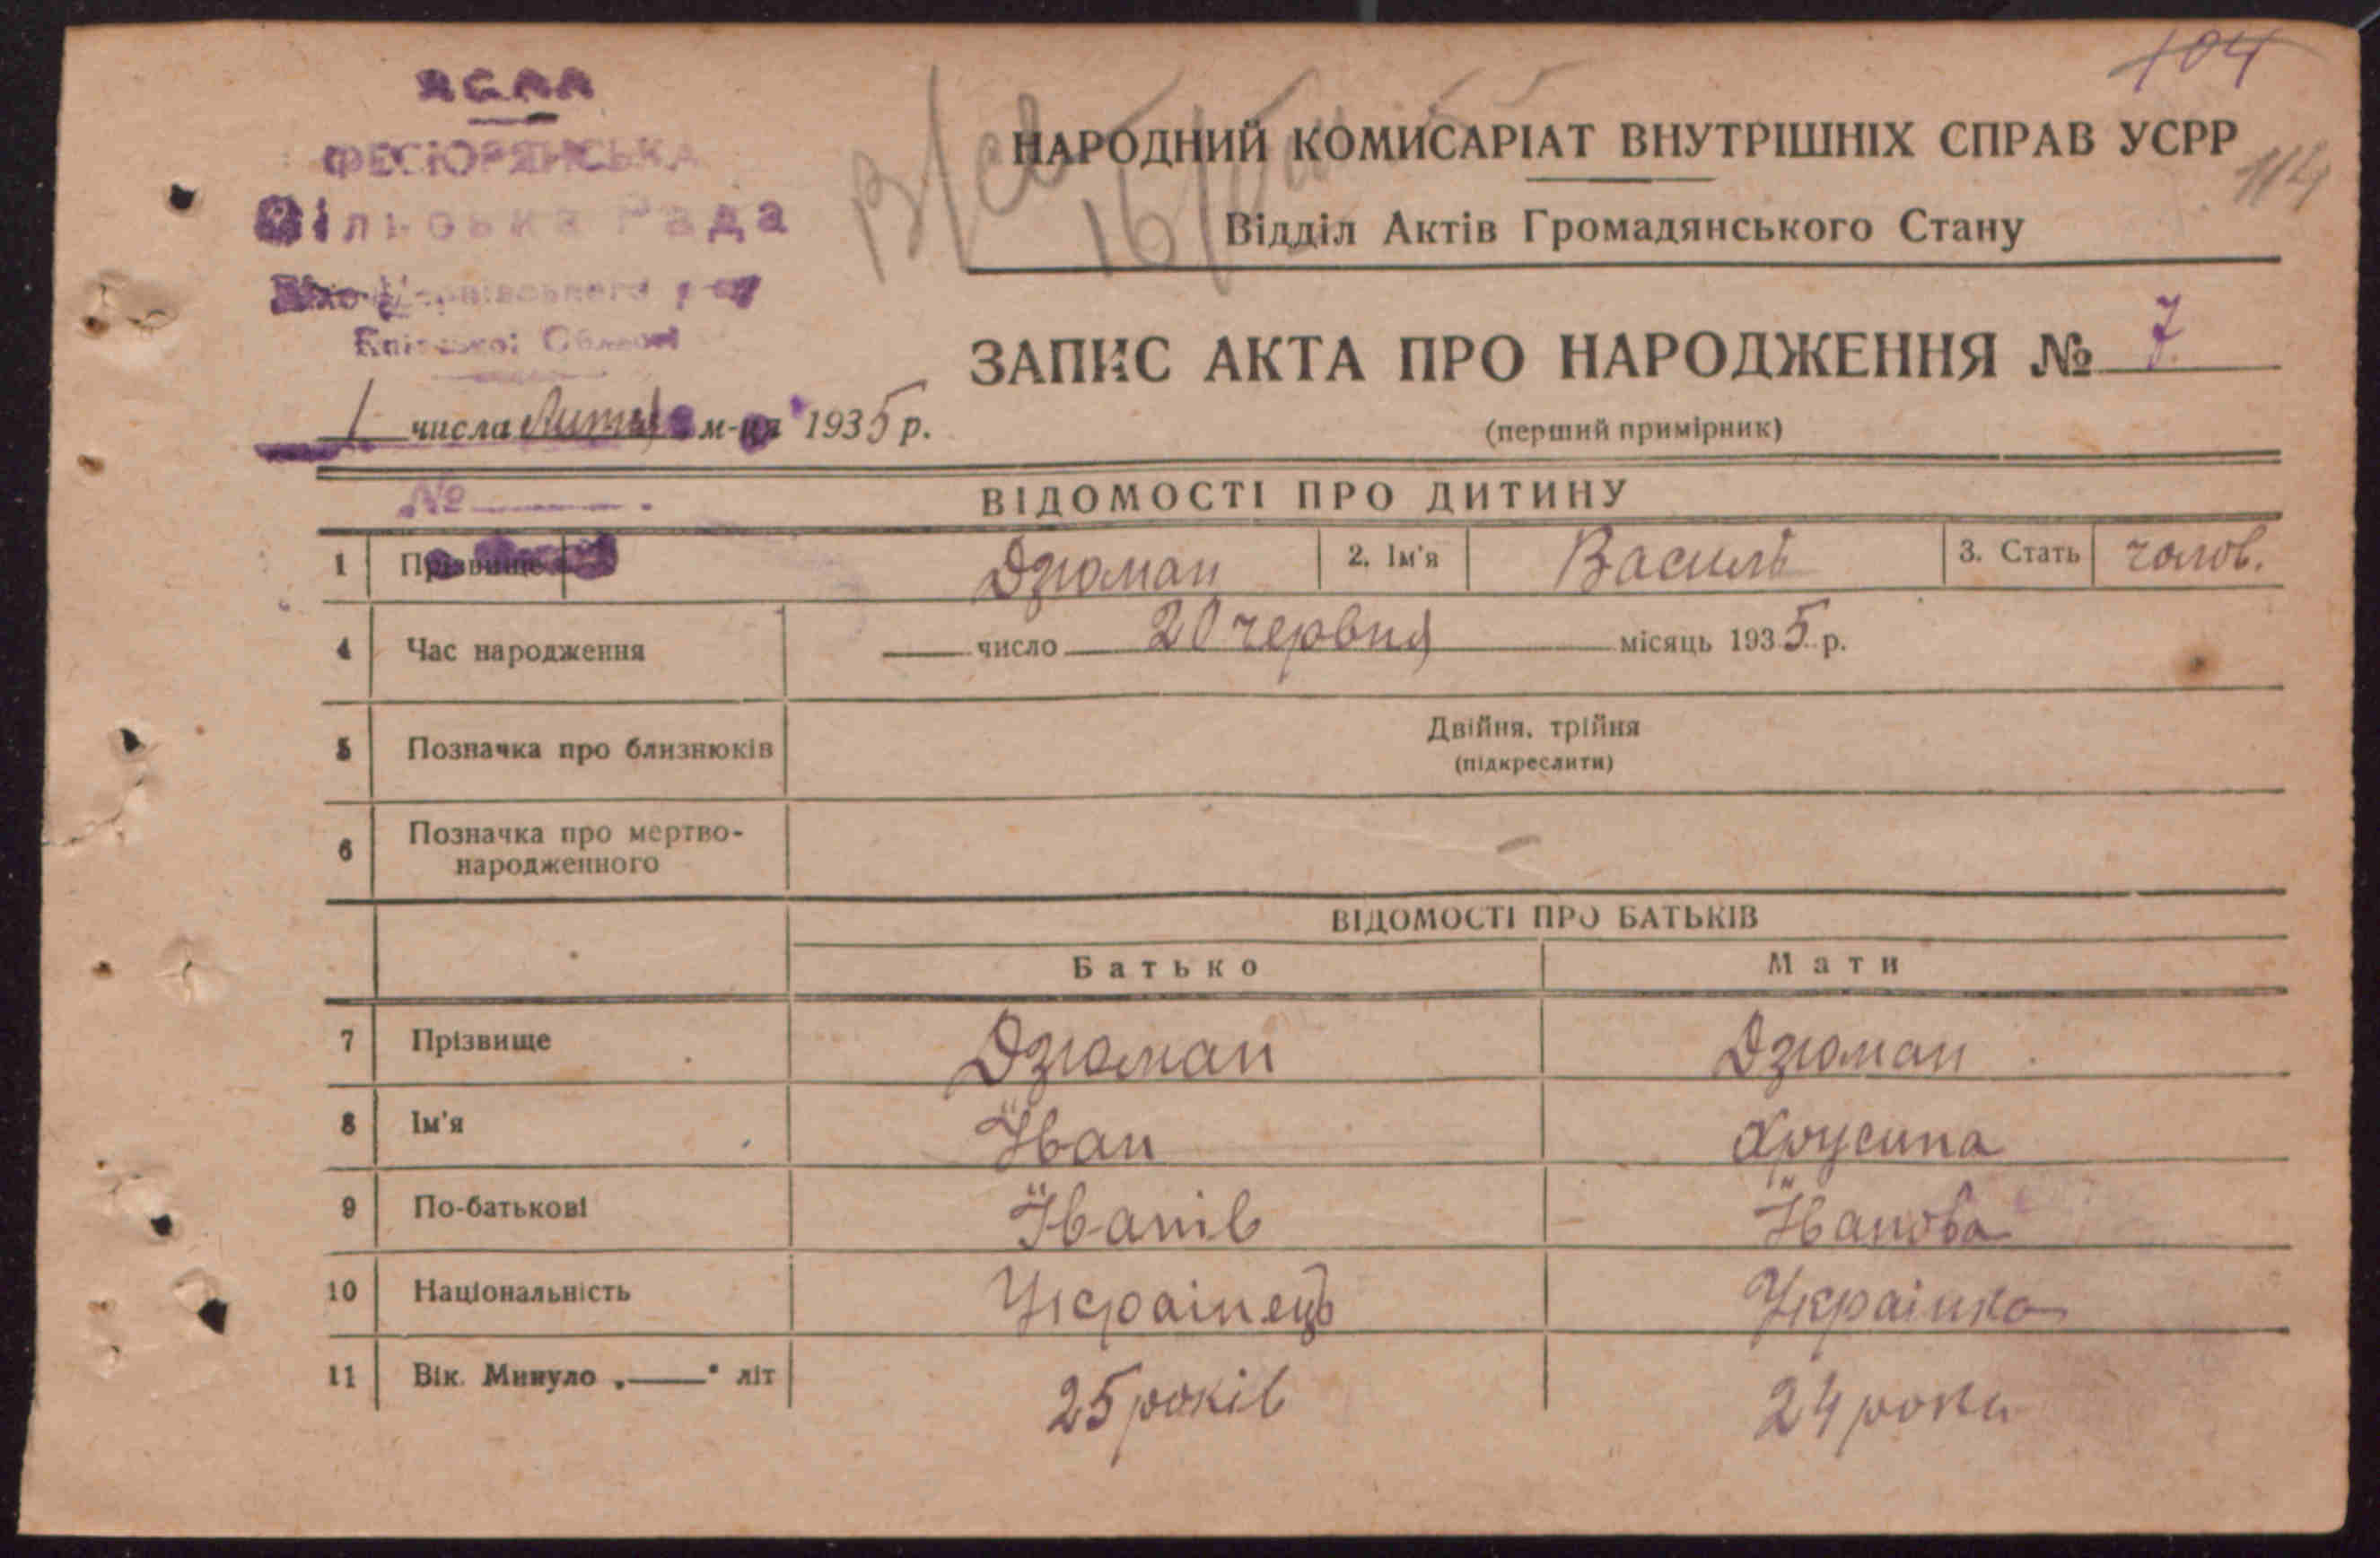 104
НАРОДНИЙ КОМИСАРІАТ ВНУТРІШНІХ СПРАВ УСРР
114
Відділ Актів Громадянського Стану
ФЕСЮРЯНСЬКА
Сільська Рада
Київської Області
ЗАПИС АКТА ПРО НАРОДЖЕННЯ № 7
(перший примірник)
1 числа м-ця 1935 р.
№
ВІДОМОСТІ ПРО ДИТИНУ
1 Прізвище Дзюман 2. Ім'я Василь 3. Стать чолов.
4 Час народження число 20 червня місяць 1935 р.
5 Позначка про близнюків Двійня, трійня
(підкреслити)
6 Позначка про мертво-
народженного
ВІДОМОСТІ ПРО БАТЬКІВ
Батько Мати
7 Прізвище Дзюман Дзюман
8 Ім'я Іван Хрусина
9 По-батькові Іванів Іванова
10 Національність Українець Українка
11 Вік. Минуло „——" літ 25 років 24 роки